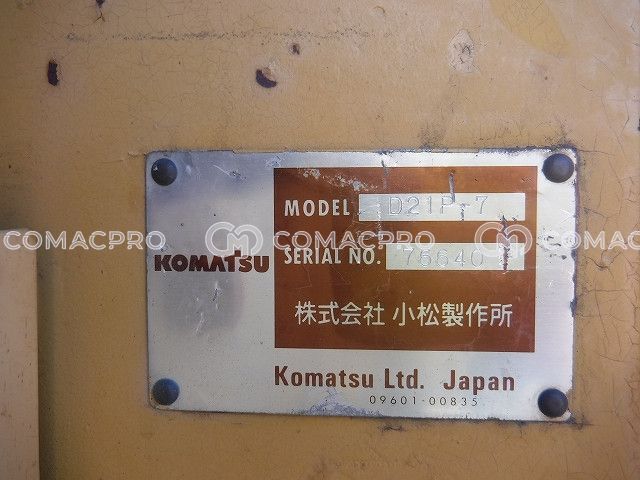 MODEL D21P-7
COMACPRO COMACPRO COMACPRO
KOMATSU
SERIAL NO. 75640
株式会社 小松製作所
Komatsu Ltd. Japan
09601-00835